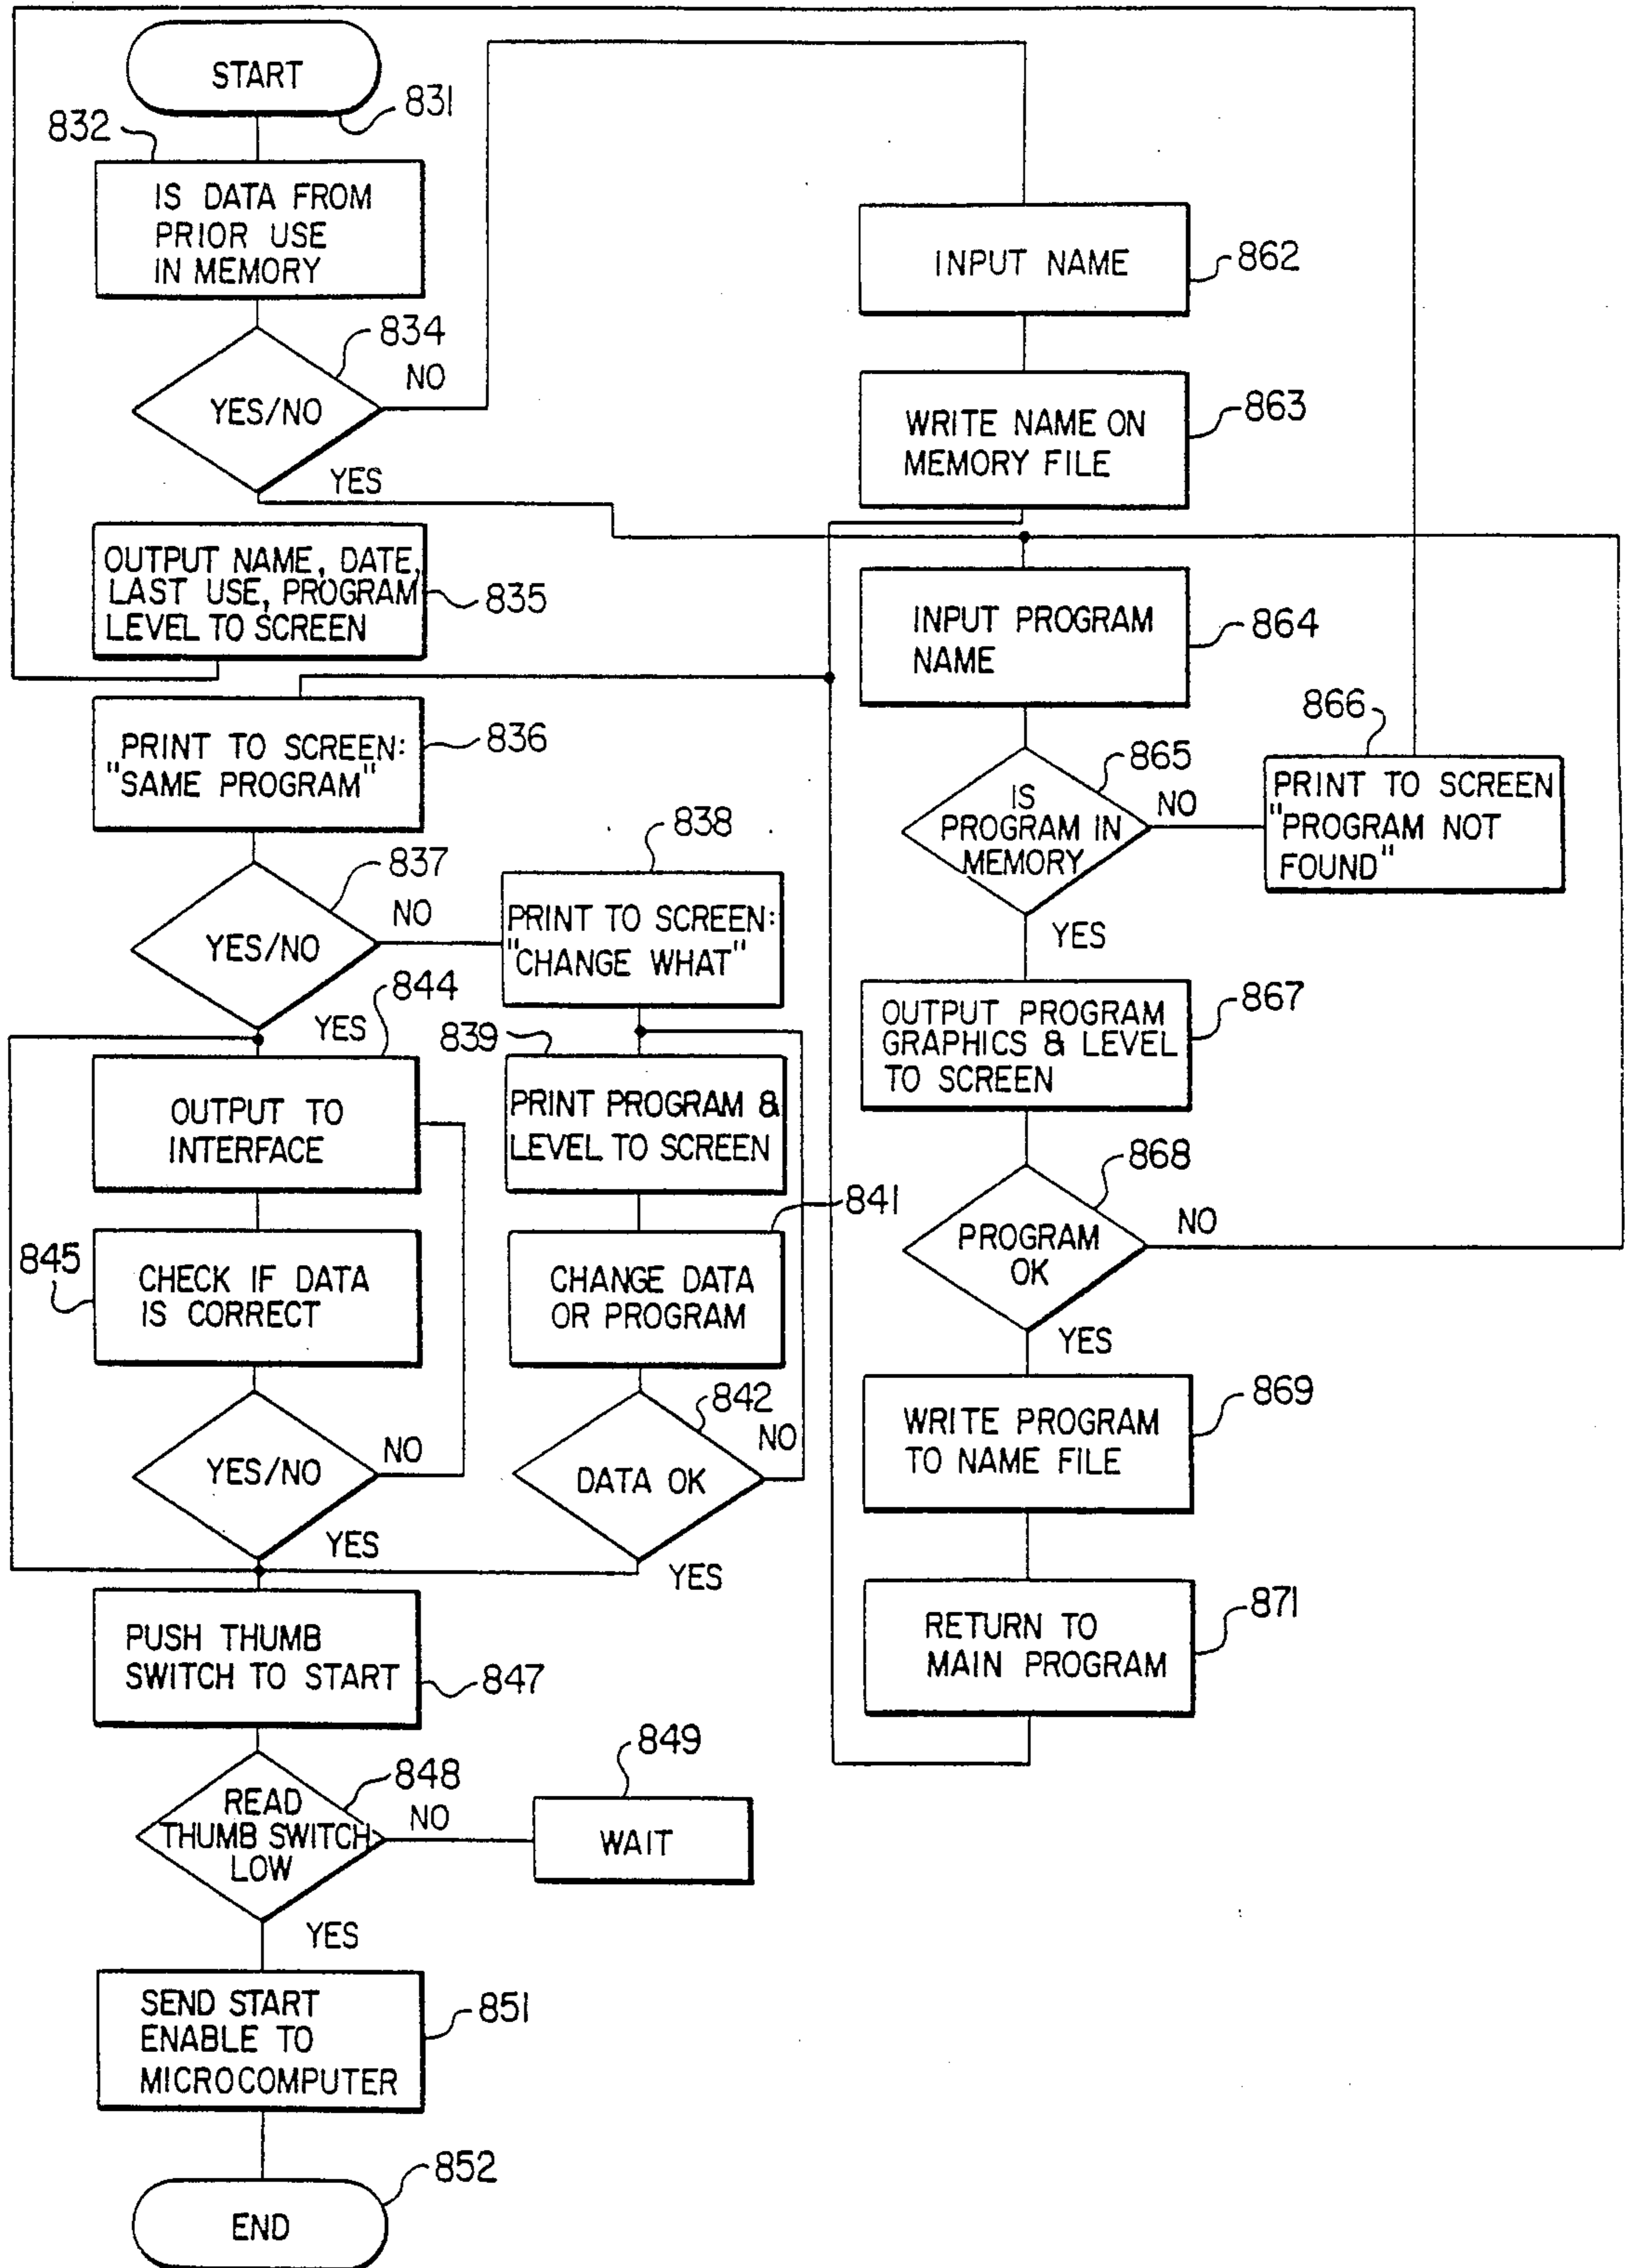 START
831
832
IS DATA FROM
PRIOR USE
IN MEMORY
834
YES/NO
NO
YES
OUTPUT NAME, DATE,
LAST USE, PROGRAM
LEVEL TO SCREEN
835
"PRINT TO SCREEN:
"SAME PROGRAM"
836
837
YES/NO
NO
YES
838
PRINT TO SCREEN:
"CHANGE WHAT"
844
OUTPUT TO
INTERFACE
839
PRINT PROGRAM &
LEVEL TO SCREEN
845
CHECK IF DATA
IS CORRECT
841
CHANGE DATA
OR PROGRAM
YES/NO
NO
YES
842
DATA OK
NO
YES
PUSH THUMB
SWITCH TO START
847
848
READ
THUMB SWITCH
LOW
NO
YES
849
WAIT
SEND START
ENABLE TO
MICROCOMPUTER
851
852
END
INPUT NAME
862
WRITE NAME ON
MEMORY FILE
863
INPUT PROGRAM
NAME
864
865
IS
PROGRAM IN
MEMORY
NO
YES
866
PRINT TO SCREEN
"PROGRAM NOT
FOUND"
OUTPUT PROGRAM
GRAPHICS & LEVEL
TO SCREEN
867
868
PROGRAM
OK
NO
YES
WRITE PROGRAM
TO NAME FILE
869
RETURN TO
MAIN PROGRAM
871